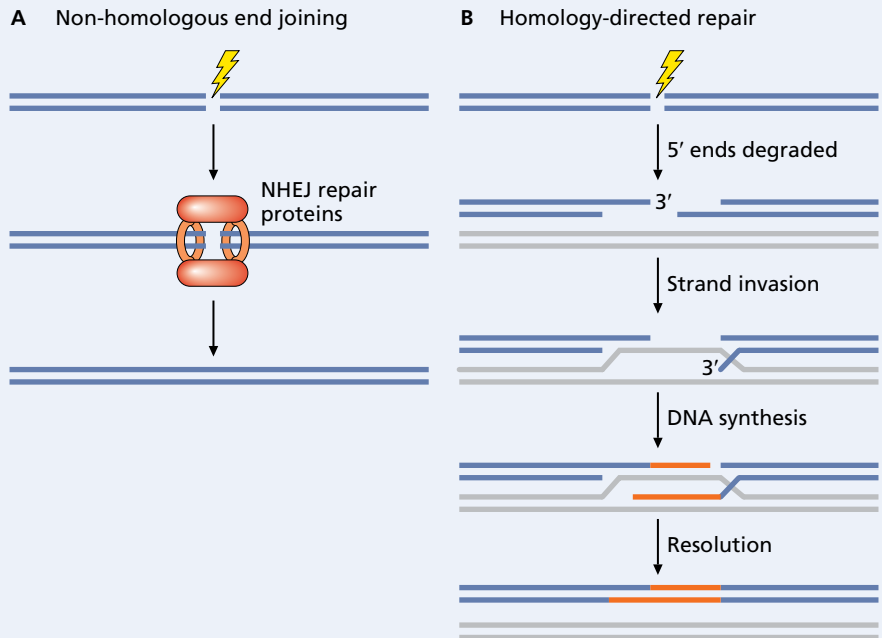 A Non-homologous end joining
NHEJ repair
proteins
B Homology-directed repair
5′ ends degraded
3′
Strand invasion
3′
DNA synthesis
Resolution